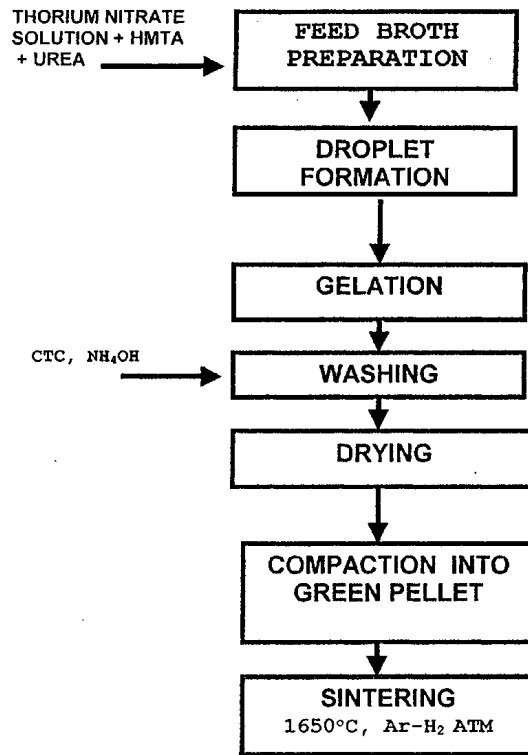 THORIUM NITRATE
SOLUTION + HMTA
+ UREA
FEED BROTH
PREPARATION
DROPLET
FORMATION
GELATION
CTC, NH₄OH
WASHING
DRYING
COMPACTION INTO
GREEN PELLET
SINTERING
1650°C, Ar-H₂ ATM